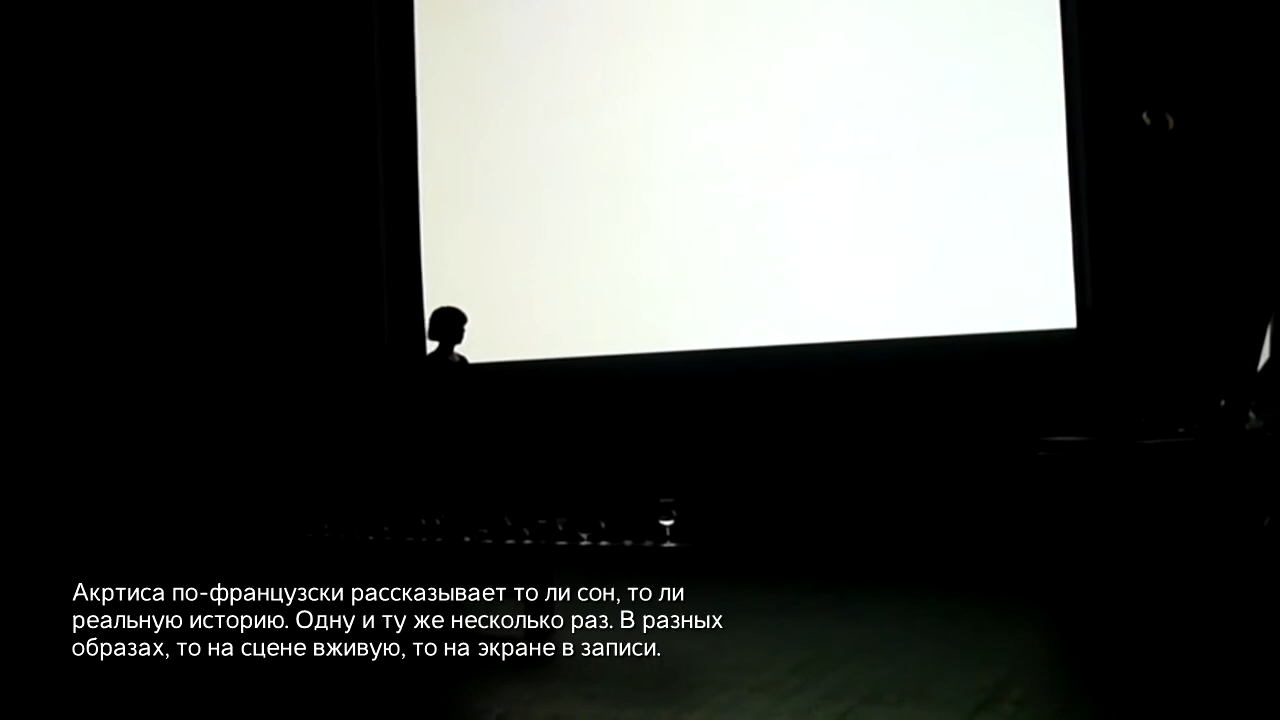 Акртиса по-французски рассказывает то ли сон, то ли
реальную историю. Одну и ту же несколько раз. В разных
образах, то на сцене вживую, то на экране в записи.